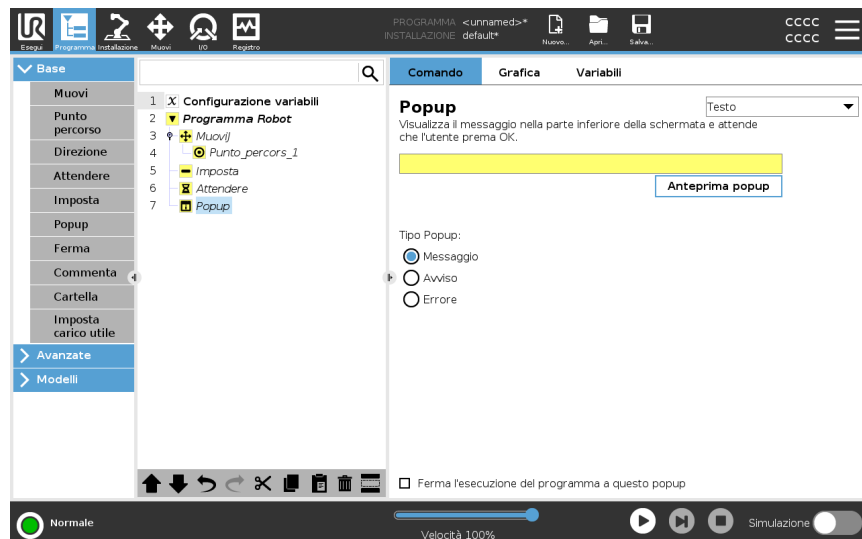 PROGRAMMA <unnamed>*
INSTALLAZIONE default*
UR
Esegui
Programma
Installazione
Muovi
I/O
Registro
Nuovo...
Apri...
Salva...
cccc
cccc
Base
Muovi
Punto
percorso
Direzione
Attendere
Imposta
Popup
Ferma
Commenta
Cartella
Imposta
carico utile
Avanzate
Modelli
1 X Configurazione variabili
2 Programma Robot
3 MuoviJ
4 Punto_percors_1
5 Imposta
6 Attendere
7 Popup
Comando Grafica Variabili
Popup
Testo
Visualizza il messaggio nella parte inferiore della schermata e attende
che l'utente prema OK.
Anteprima popup
Tipo Popup:
Messaggio
Avviso
Errore
Ferma l'esecuzione del programma a questo popup
Normale
Velocità 100%
Simulazione